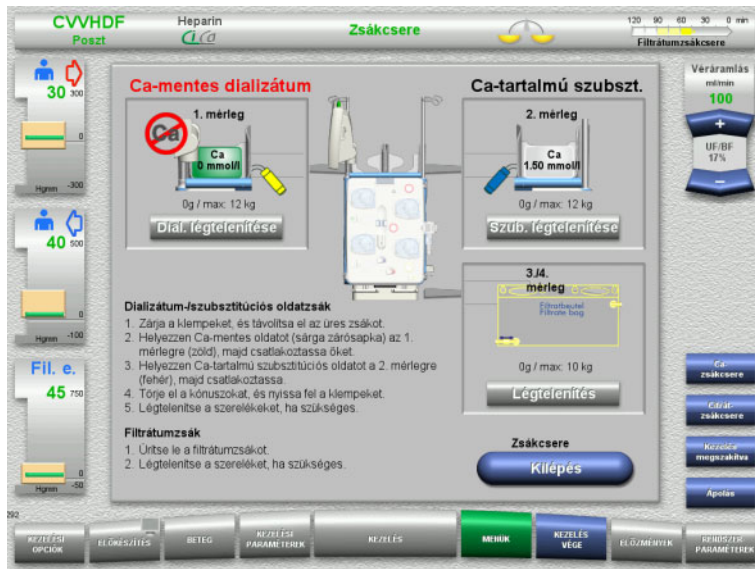 CVVHDF
Poszt
Heparin
CiCa
Zsákcsere
120 90 60 30 0 min
Filtrátumzsákcsere
30 300
0
Hgmm -300
40 500
0
Hgmm -100
Fil. e.
45 750
0
Hgmm -50
Ca-mentes dializátum
1. mérleg
Ca
Ca
0 mmol/l
0g / max: 12 kg
Dial. légtelenítése
Ca-tartalmú szubszt.
2. mérleg
Ca
1.50 mmol/l
0g / max: 12 kg
Szub. légtelenítése
3./4.
mérleg
Filtratbeutel
Filtrate bag
0g / max: 10 kg
Légtelenítés
Dializátum-/szubsztitúciós oldatzsák
1. Zárja a klempeket, és távolítsa el az üres zsákot.
2. Helyezzen Ca-mentes oldatot (sárga zárósapka) az 1.
mérlegre (zöld), majd csatlakoztassa őket.
3. Helyezzen Ca-tartalmú szubsztitúciós oldatot a 2. mérlegre
(fehér), majd csatlakoztassa.
4. Törje el a kónuszokat, és nyissa fel a klempeket.
5. Légtelenítse a szerelékeket, ha szükséges.
Filtrátumzsák
1. Ürítse le a filtrátumzsákot.
2. Légtelenítse a szereléket, ha szükséges.
Zsákcsere
Kilépés
Véráramlás
ml/min
100
+
UF/BF
17%
−
Ca-
zsákcsere
Citrát-
zsákcsere
Kezelés
megszakítva
Ápolás
292
KEZELÉSI
OPCIÓK
ELŐKÉSZÍTÉS
BETEG
KEZELÉSI
PARAMÉTEREK
KEZELÉS
MENÜK
KEZELÉS
VÉGE
ELŐZMÉNYEK
RENDSZER-
PARAMÉTEREK